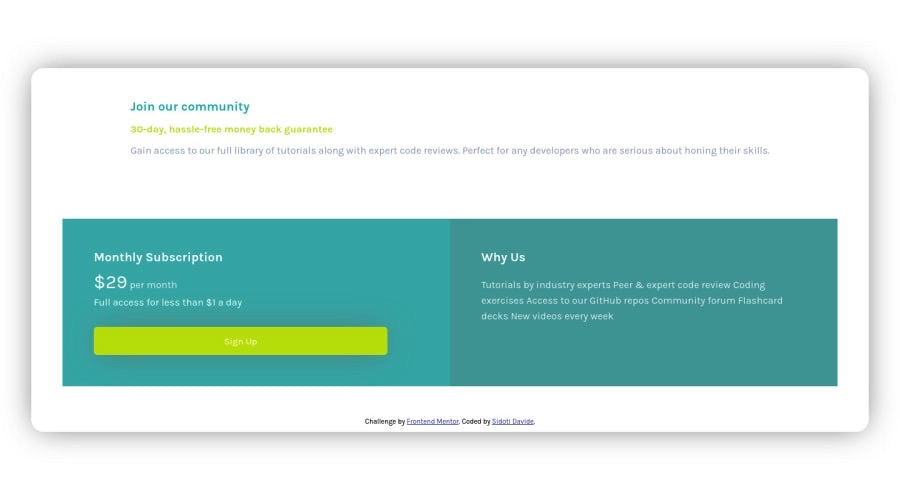 Join our community
30-day, hassle-free money back guarantee
Gain access to our full library of tutorials along with expert code reviews. Perfect for any developers who are serious about honing their skills.
Monthly Subscription
$29 per month
Full access for less than $1 a day
Sign Up
Why Us
Tutorials by industry experts Peer & expert code review Coding
exercises Access to our GitHub repos Community forum Flashcard
decks New videos every week
Challenge by Frontend Mentor. Coded by Sidoti Davide.